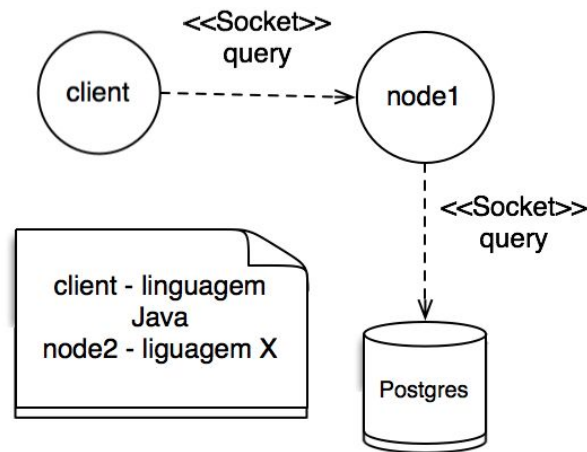 <<Socket>>
query
client
node1
<<Socket>>
query
client - linguagem
Java
node2 - liguagem X
Postgres